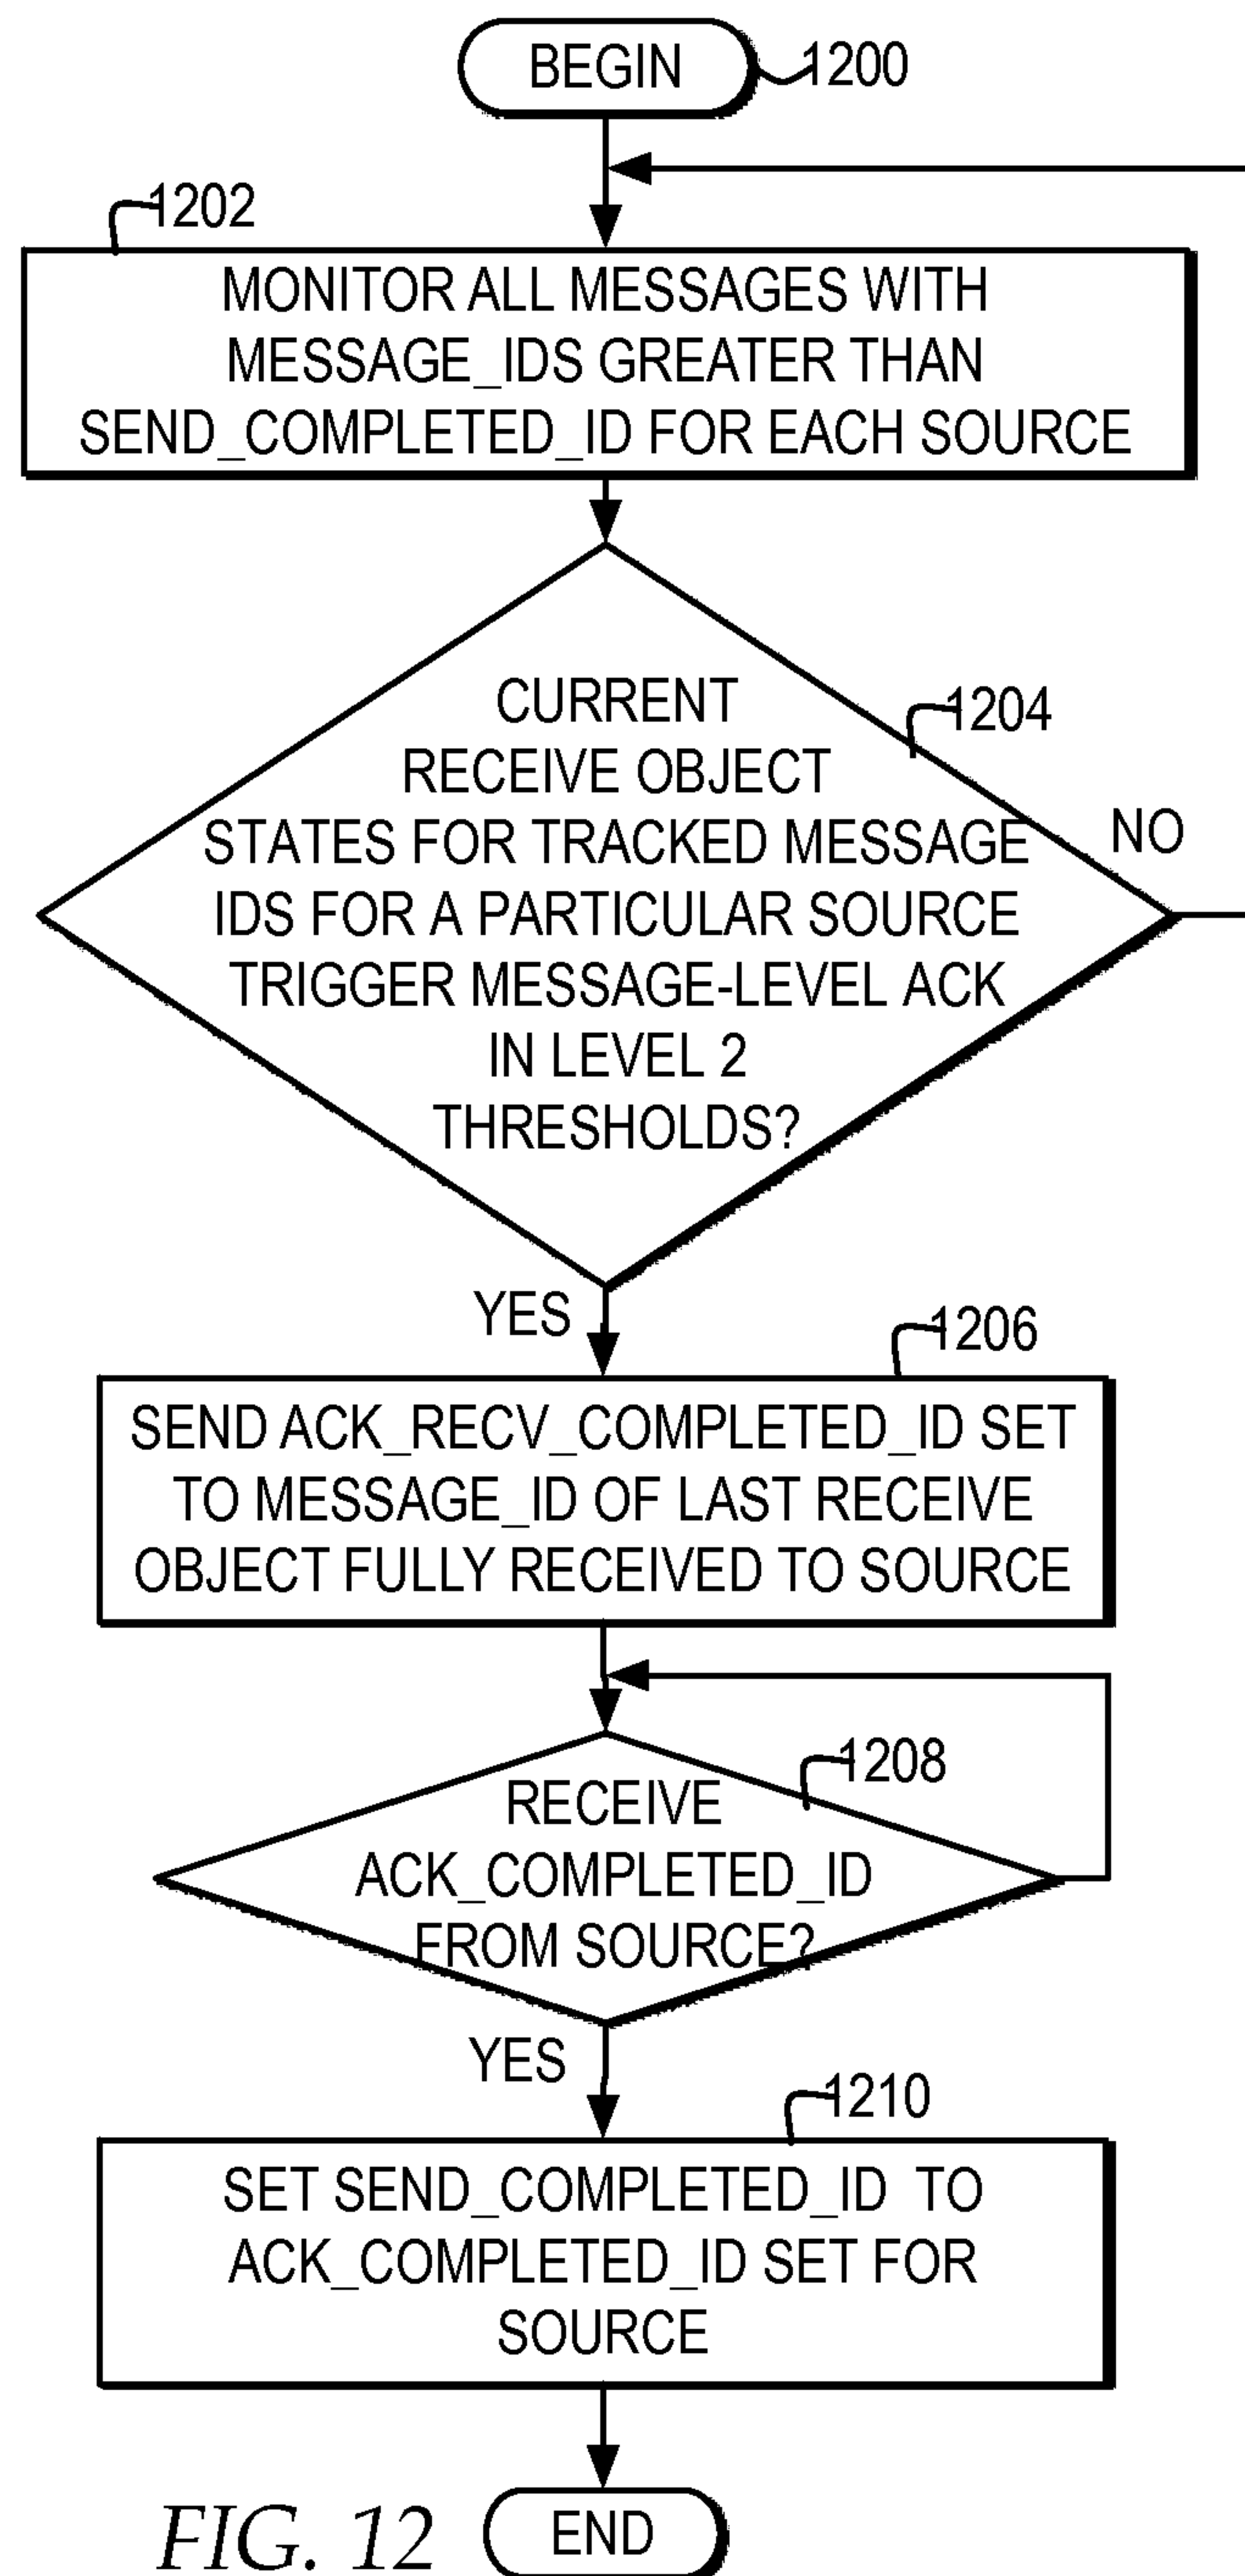 BEGIN
1200
1202
MONITOR ALL MESSAGES WITH
MESSAGE_IDS GREATER THAN
SEND_COMPLETED_ID FOR EACH SOURCE
1204
CURRENT
RECEIVE OBJECT
STATES FOR TRACKED MESSAGE
IDS FOR A PARTICULAR SOURCE
TRIGGER MESSAGE-LEVEL ACK
IN LEVEL 2
THRESHOLDS?
NO
YES
1206
SEND ACK_RECV_COMPLETED_ID SET
TO MESSAGE_ID OF LAST RECEIVE
OBJECT FULLY RECEIVED TO SOURCE
1208
RECEIVE
ACK_COMPLETED_ID
FROM SOURCE?
YES
1210
SET SEND_COMPLETED_ID TO
ACK_COMPLETED_ID SET FOR
SOURCE
END
FIG. 12